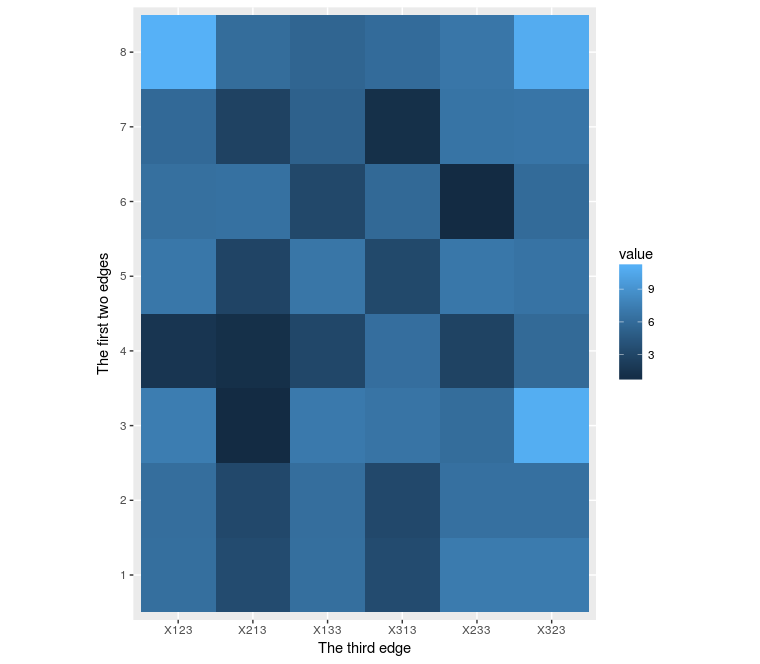 The first two edges
8
7
6
5
4
3
2
1
X123 X213 X133 X313 X233 X323
The third edge
value
9
6
3